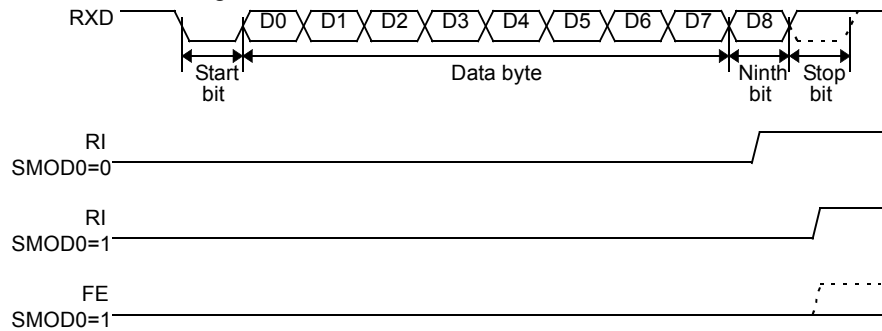 RXD
D0 D1 D2 D3 D4 D5 D6 D7 D8
Start bit
Data byte
Ninth bit
Stop bit
RI
SMOD0=0
RI
SMOD0=1
FE
SMOD0=1